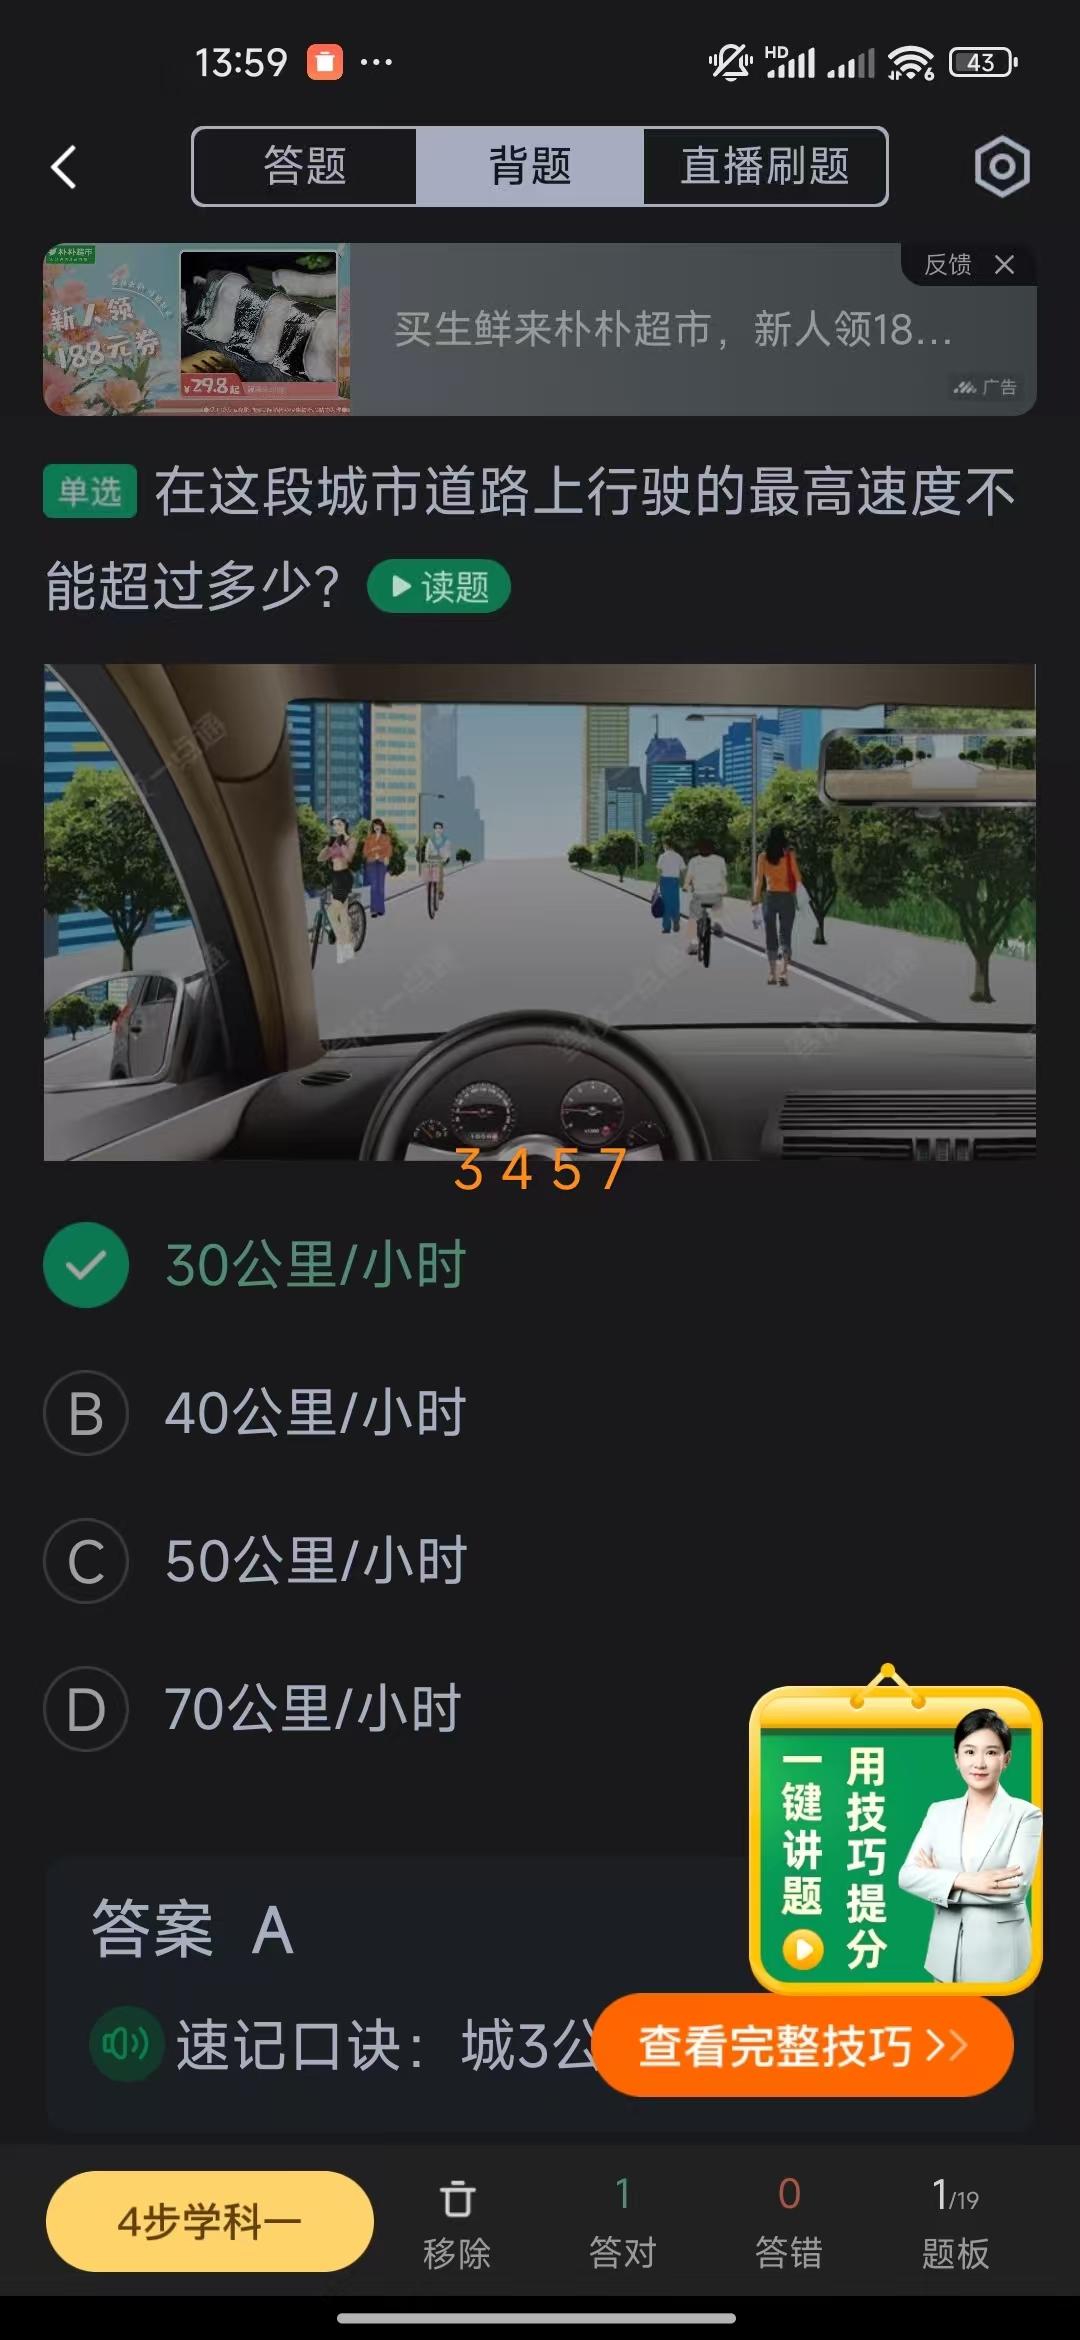 13:59
HD
6
43
答题
背题
直播刷题
朴朴超市
新人领
188元券
¥29.8起
买生鲜来朴朴超市，新人领18...
反馈
广告
单选 在这段城市道路上行驶的最高速度不
能超过多少？ 读题
3 4 5 7
30公里/小时
B 40公里/小时
C 50公里/小时
D 70公里/小时
一键讲题
用技巧提分
答案 A
速记口诀：城3公
查看完整技巧
4步学科一
移除
1
答对
0
答错
1/19
题板